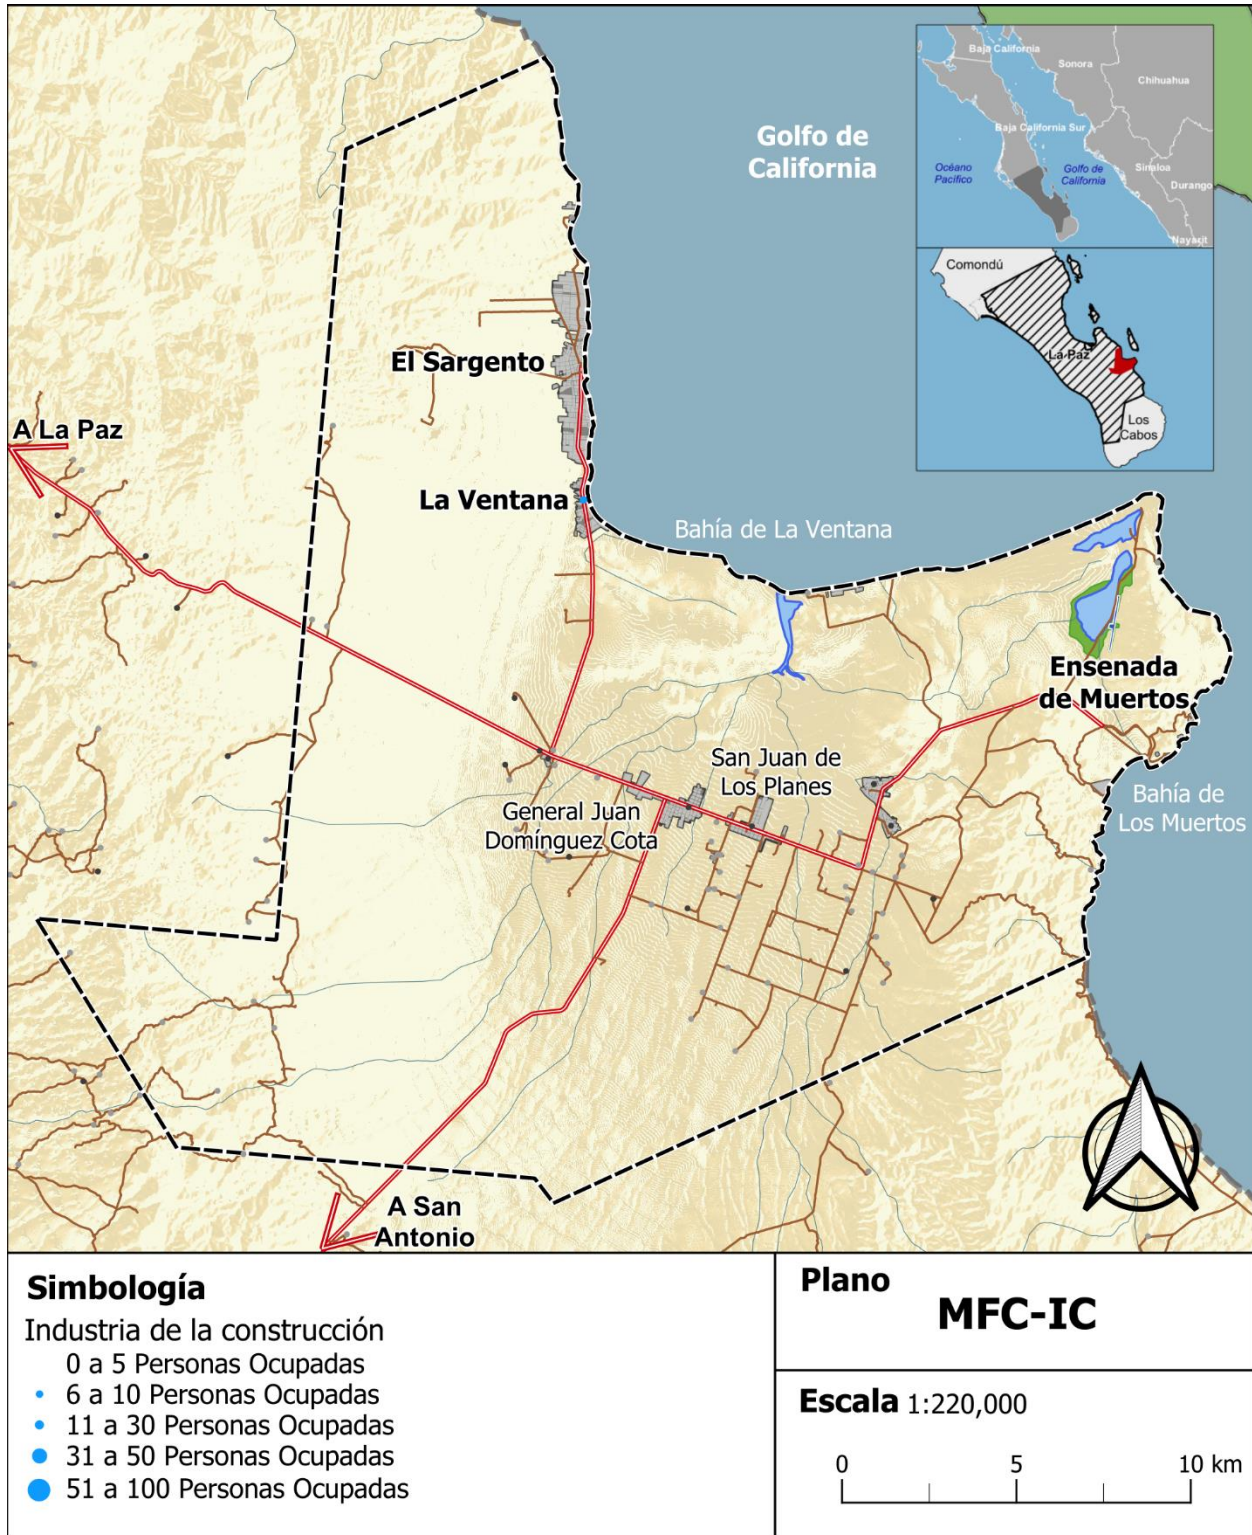 Golfo de
California
Baja California
Sonora
Chihuahua
Baja California Sur
Océano
Pacífico
Golfo de
California
Sinaloa
Durango
Nayarit
Comondú
La Paz
Los
Cabos
El Sargento
A La Paz
La Ventana
Bahía de La Ventana
Ensenada
de Muertos
San Juan de
Los Planes
General Juan
Domínguez Cota
Bahía de
Los Muertos
A San
Antonio
Simbología
Industria de la construcción
0 a 5 Personas Ocupadas
6 a 10 Personas Ocupadas
11 a 30 Personas Ocupadas
31 a 50 Personas Ocupadas
51 a 100 Personas Ocupadas
Plano
MFC-IC
Escala 1:220,000
0 5 10 km